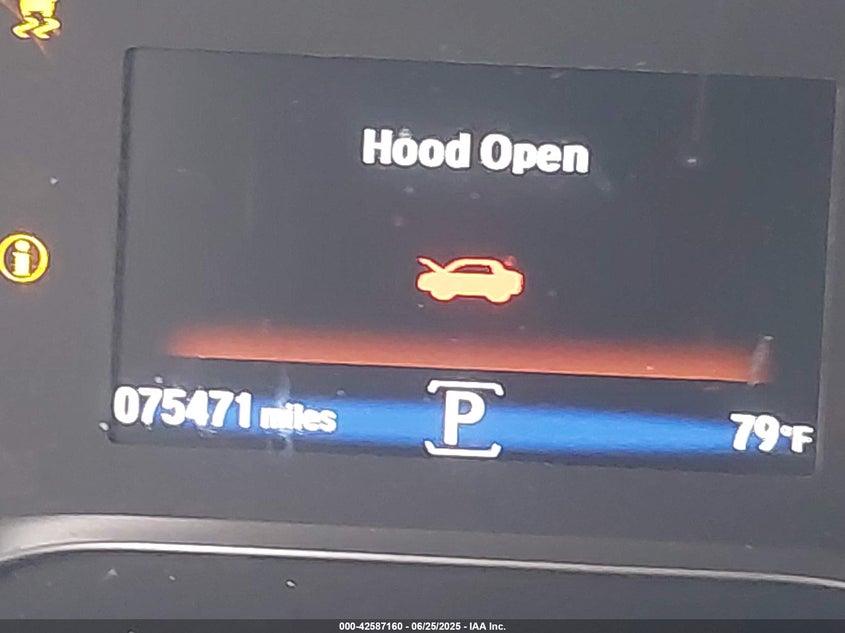 Hood Open
075471 miles
P
79°F
000-42587160 - 06/25/2025 - IAA Inc.